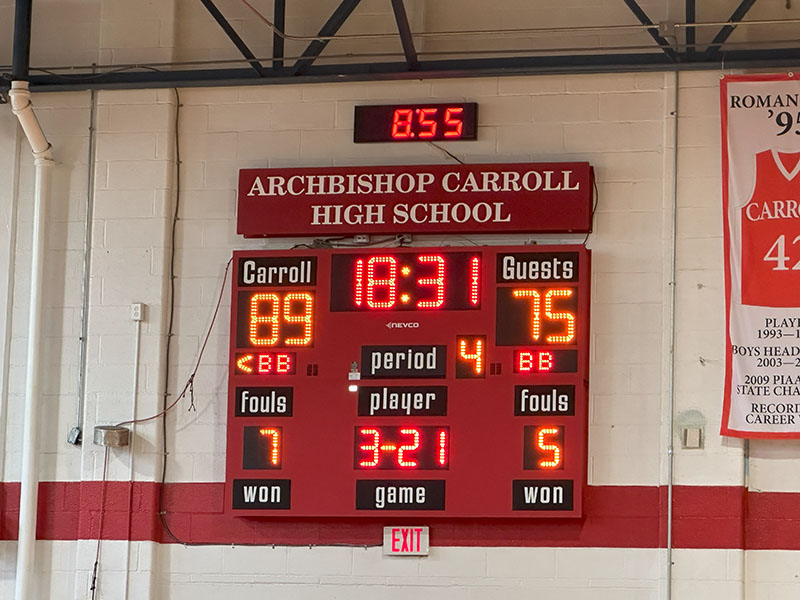 8:55
ARCHBISHOP CARROLL
HIGH SCHOOL
Carroll 18:31 Guests
89 75
NEVCO
<BB period 4 BB
fouls player fouls
7 3-21 5
won game won
EXIT
ROMAN
'95
CARR
42
PLAY
1993—1
BOYS HEAD
2003—2
2009 PIAA
STATE CHA
RECORD
CAREER